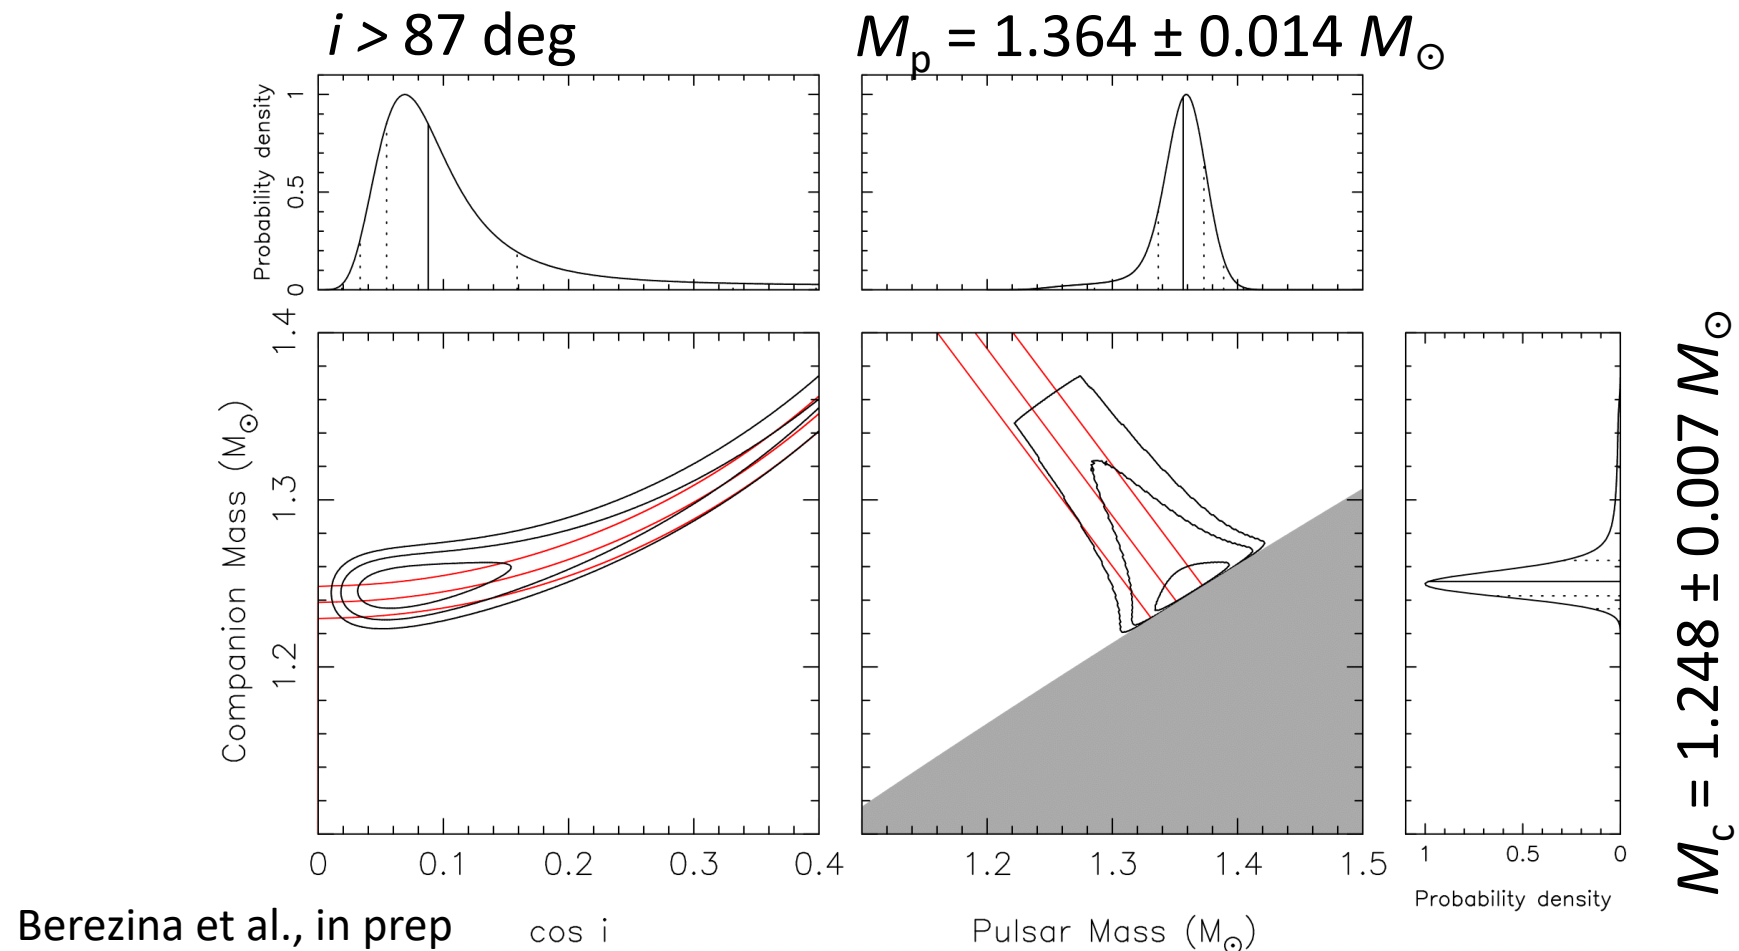 i > 87 deg
Mp = 1.364 ± 0.014 M⊙
Probability density
1
0.5
0
Companion Mass (M⊙)
1.4
1.3
1.2
0 0.1 0.2 0.3 0.4
cos i
1.2 1.3 1.4 1.5
Pulsar Mass (M⊙)
1 0.5 0
Probability density
Mc = 1.248 ± 0.007 M⊙
Berezina et al., in prep